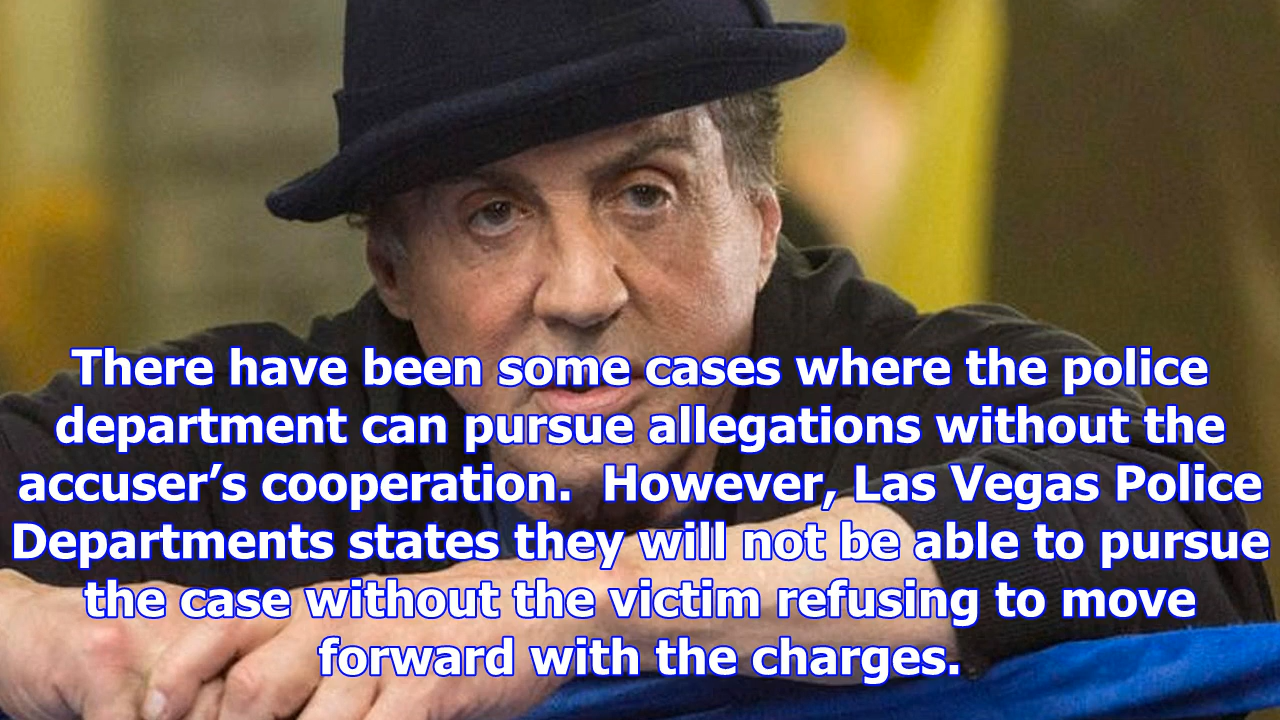 There have been some cases where the police
department can pursue allegations without the
accuser’s cooperation.  However, Las Vegas Police
Departments states they will not be able to pursue
the case without the victim refusing to move
forward with the charges.